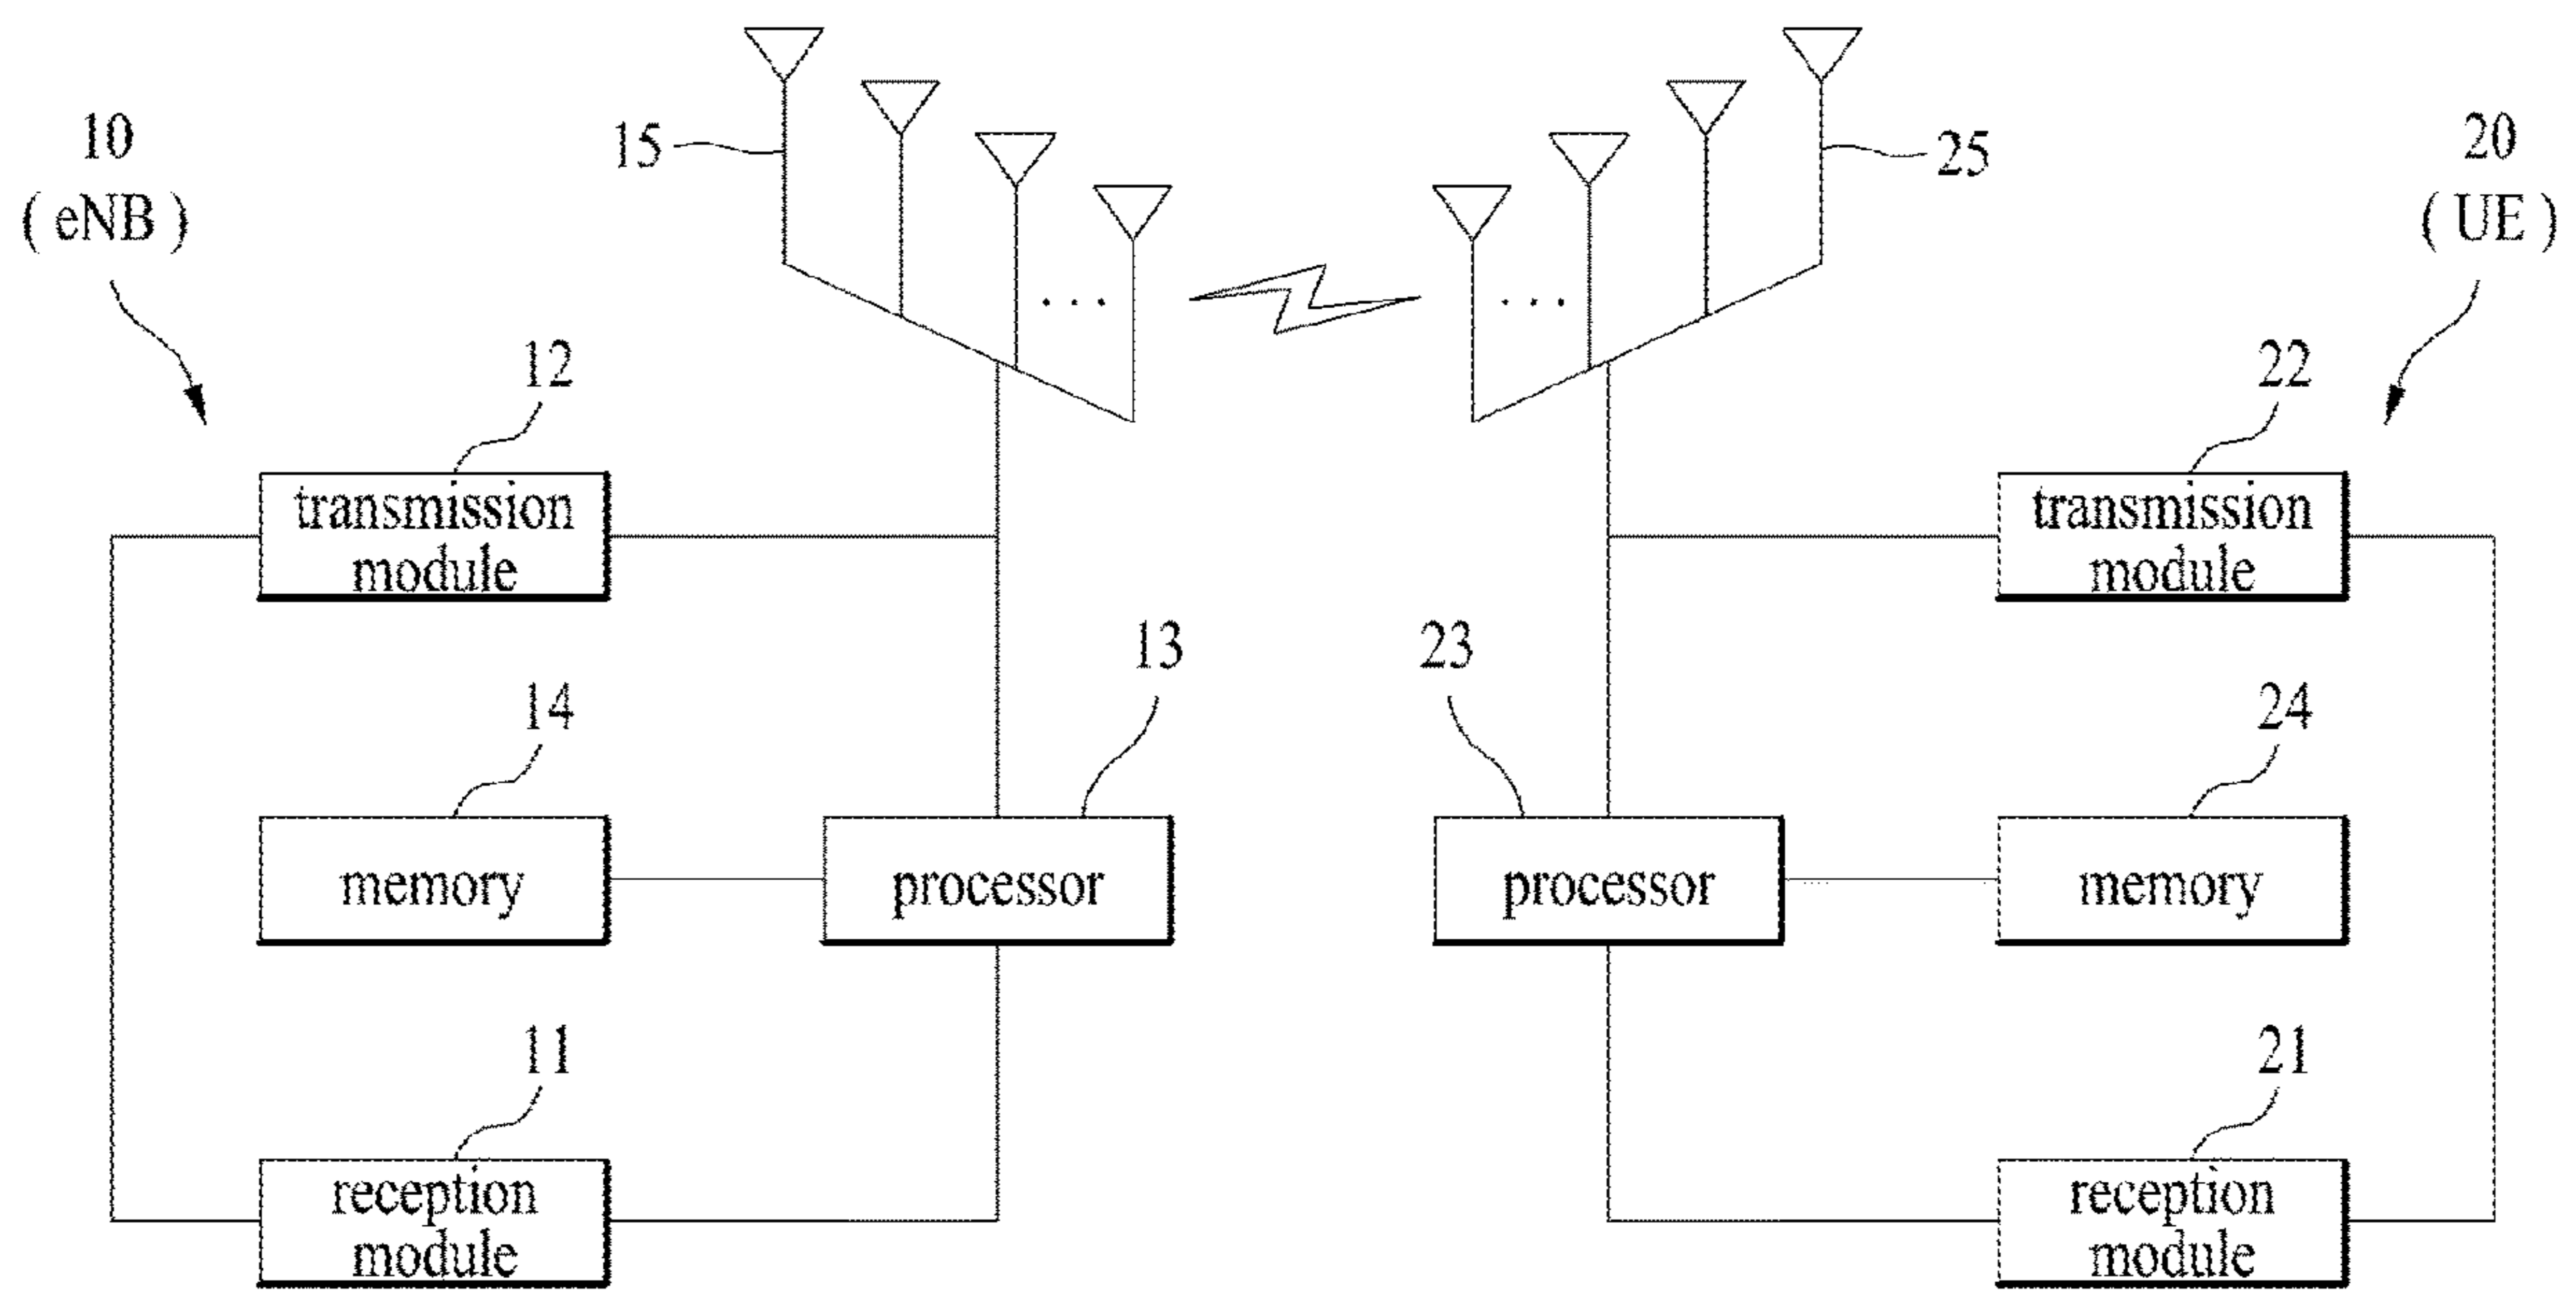 10
( eNB )
15
25
20
( UE )
12
transmission
module
22
transmission
module
14
memory
13
processor
23
processor
24
memory
11
reception
module
21
reception
module